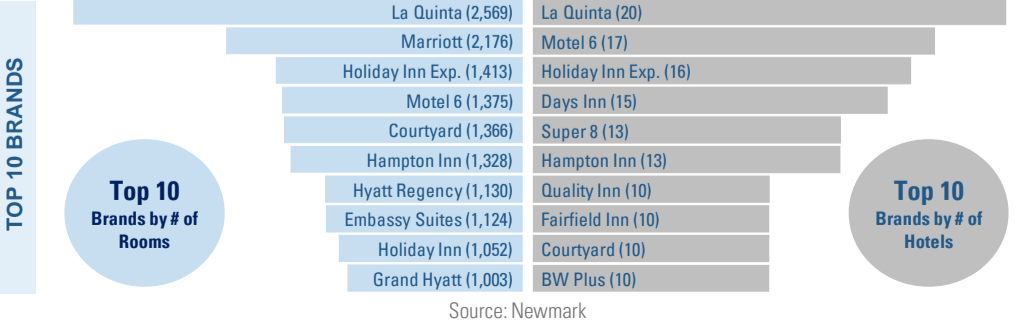 TOP 10 BRANDS
La Quinta (2,569)
Marriott (2,176)
Holiday Inn Exp. (1,413)
Motel 6 (1,375)
Courtyard (1,366)
Hampton Inn (1,328)
Hyatt Regency (1,130)
Embassy Suites (1,124)
Holiday Inn (1,052)
Grand Hyatt (1,003)
Top 10
Brands by # of
Rooms
La Quinta (20)
Motel 6 (17)
Holiday Inn Exp. (16)
Days Inn (15)
Super 8 (13)
Hampton Inn (13)
Quality Inn (10)
Fairfield Inn (10)
Courtyard (10)
BW Plus (10)
Top 10
Brands by # of
Hotels
Source: Newmark